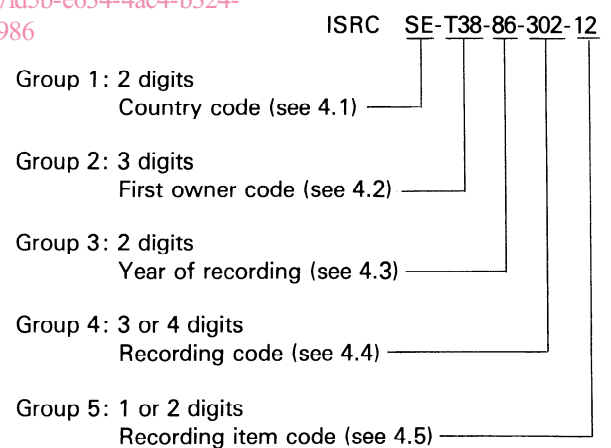 986
ISRC SE-T38-86-302-12
Group 1: 2 digits
Country code (see 4.1)
Group 2: 3 digits
First owner code (see 4.2)
Group 3: 2 digits
Year of recording (see 4.3)
Group 4: 3 or 4 digits
Recording code (see 4.4)
Group 5: 1 or 2 digits
Recording item code (see 4.5)